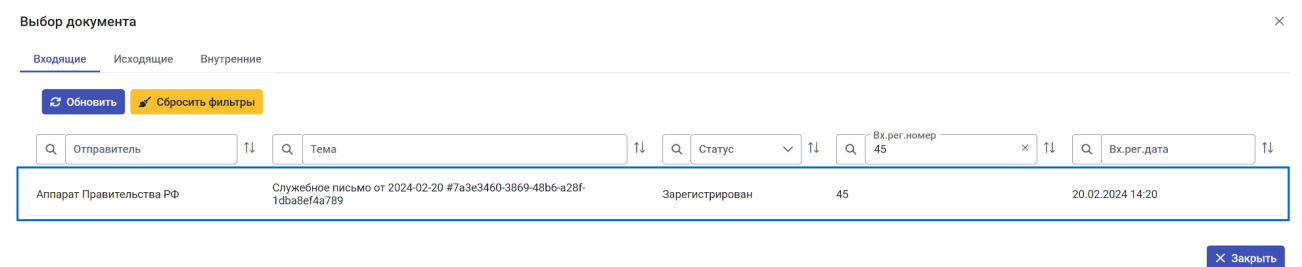 Выбор документа
Входящие Исходящие Внутренние
Обновить Сбросить фильтры
Вх.рег.номер
Отправитель Тема Статус 45 Вх.рег.дата
Аппарат Правительства РФ Служебное письмо от 2024-02-20 #7a3e3460-3869-48b6-a28f-
1dba8ef4a789 Зарегистрирован 45 20.02.2024 14:20
Закрыть